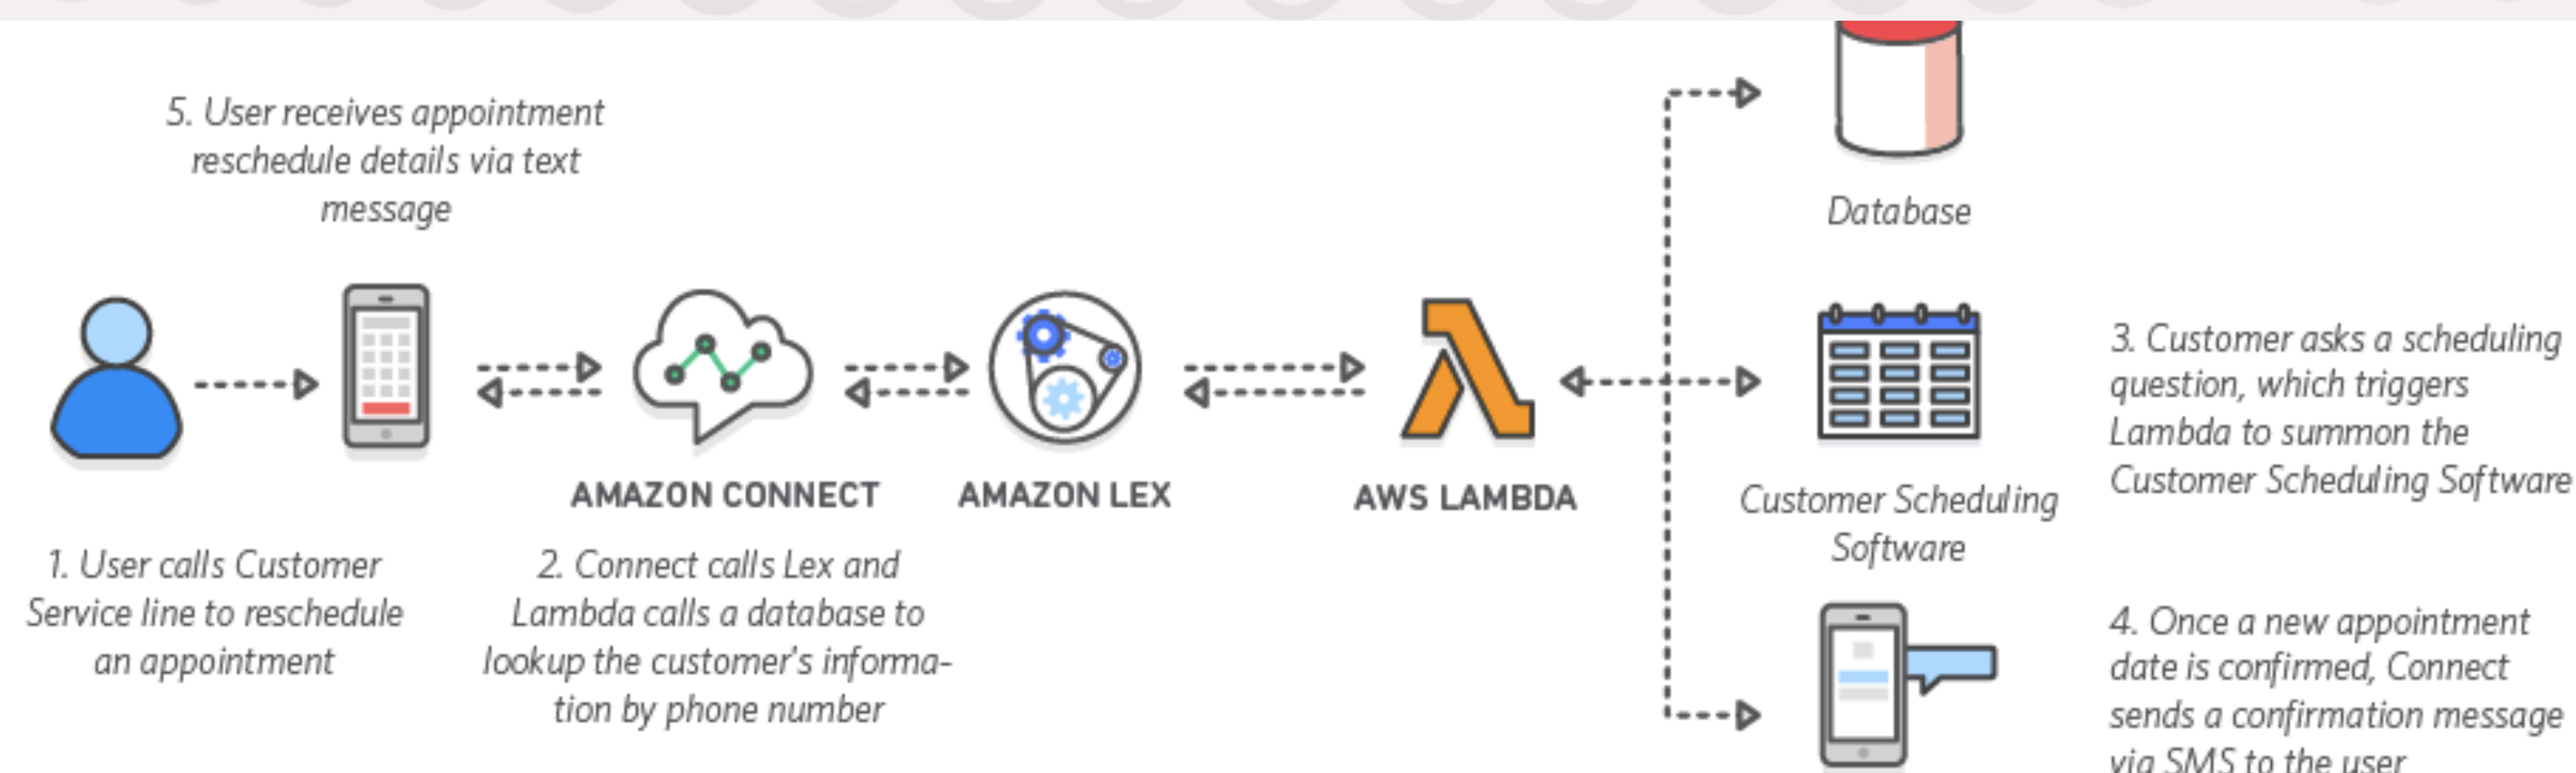 5. User receives appointment
reschedule details via text
message
Database
AMAZON CONNECT
AMAZON LEX
AWS LAMBDA
Customer Scheduling
Software
1. User calls Customer
Service line to reschedule
an appointment
2. Connect calls Lex and
Lambda calls a database to
lookup the customer's informa-
tion by phone number
3. Customer asks a scheduling
question, which triggers
Lambda to summon the
Customer Scheduling Software
4. Once a new appointment
date is confirmed, Connect
sends a confirmation message
via SMS to the user